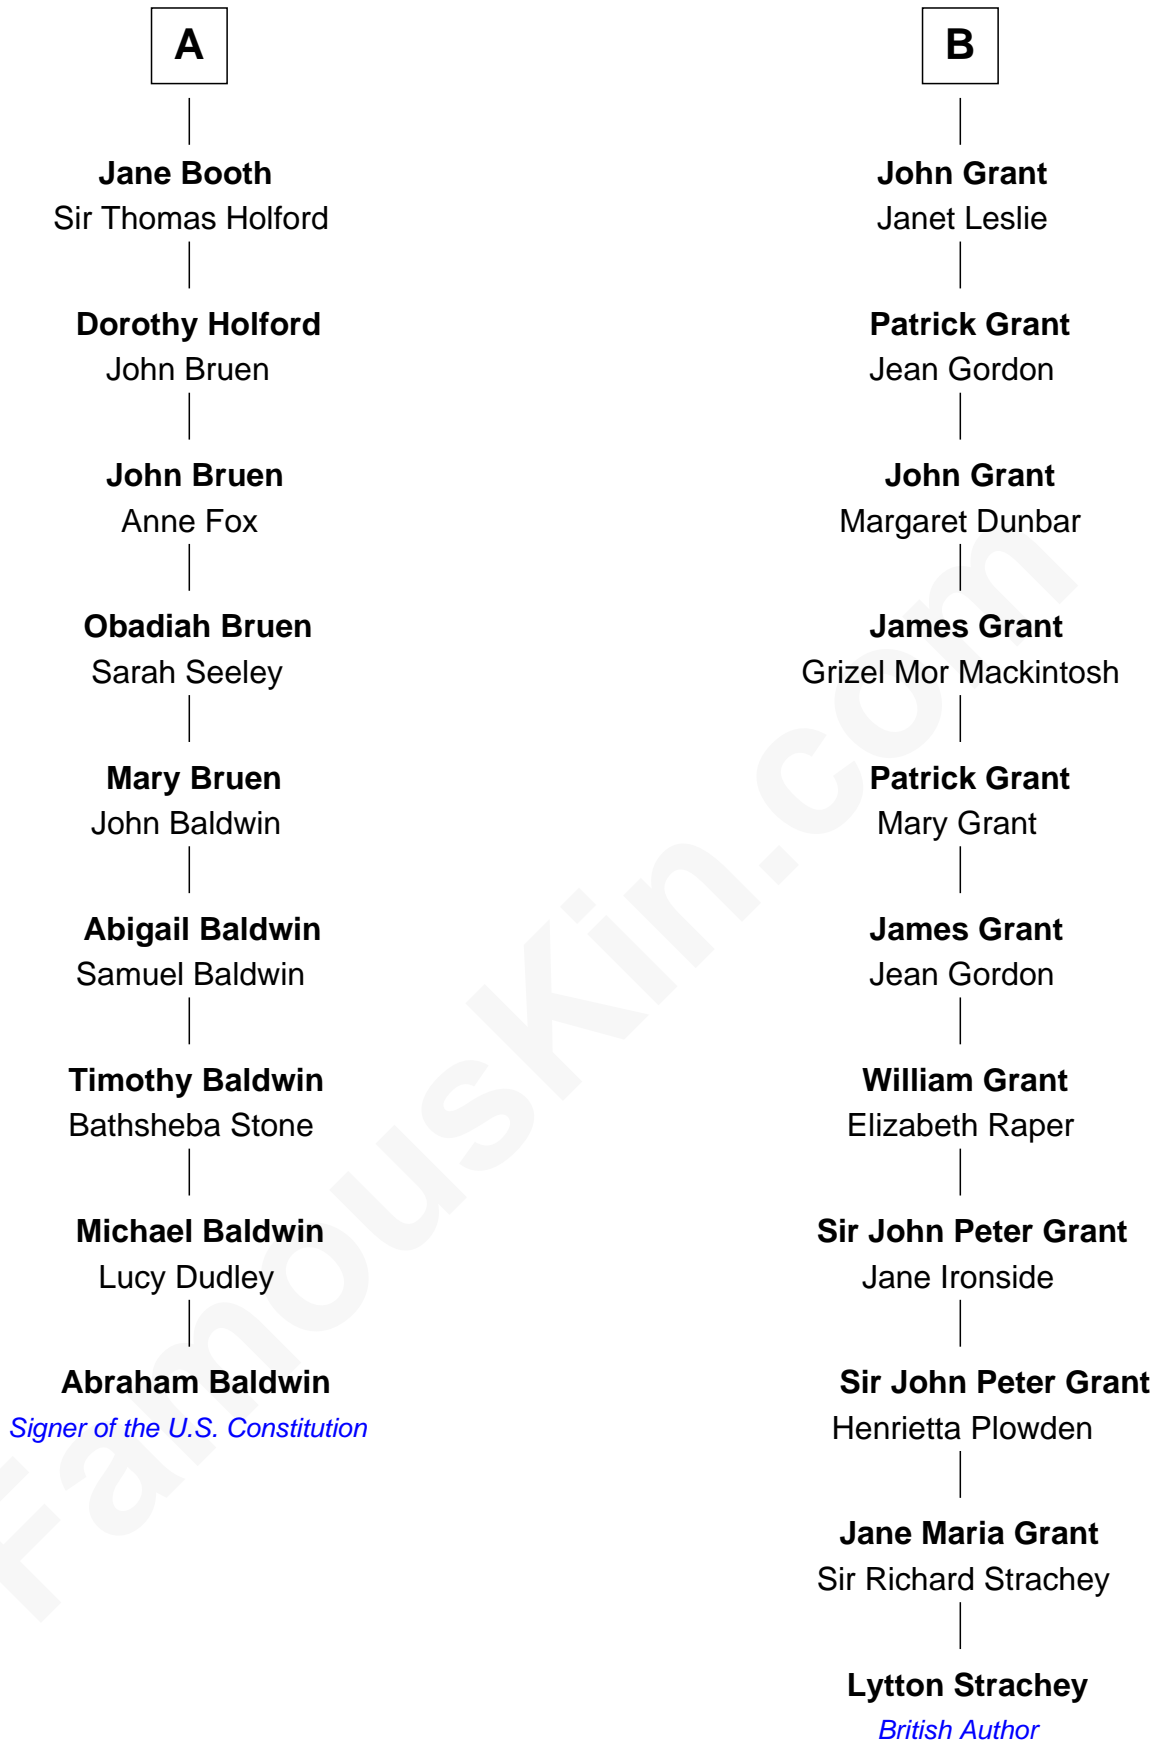 A
Jane Booth
Sir Thomas Holford
Dorothy Holford
John Bruen
John Bruen
Anne Fox
Obadiah Bruen
Sarah Seeley
Mary Bruen
John Baldwin
Abigail Baldwin
Samuel Baldwin
Timothy Baldwin
Bathsheba Stone
Michael Baldwin
Lucy Dudley
Abraham Baldwin
Signer of the U.S. Constitution
B
John Grant
Janet Leslie
Patrick Grant
Jean Gordon
John Grant
Margaret Dunbar
James Grant
Grizel Mor Mackintosh
Patrick Grant
Mary Grant
James Grant
Jean Gordon
William Grant
Elizabeth Raper
Sir John Peter Grant
Jane Ironside
Sir John Peter Grant
Henrietta Plowden
Jane Maria Grant
Sir Richard Strachey
Lytton Strachey
British Author
FamousKin.com